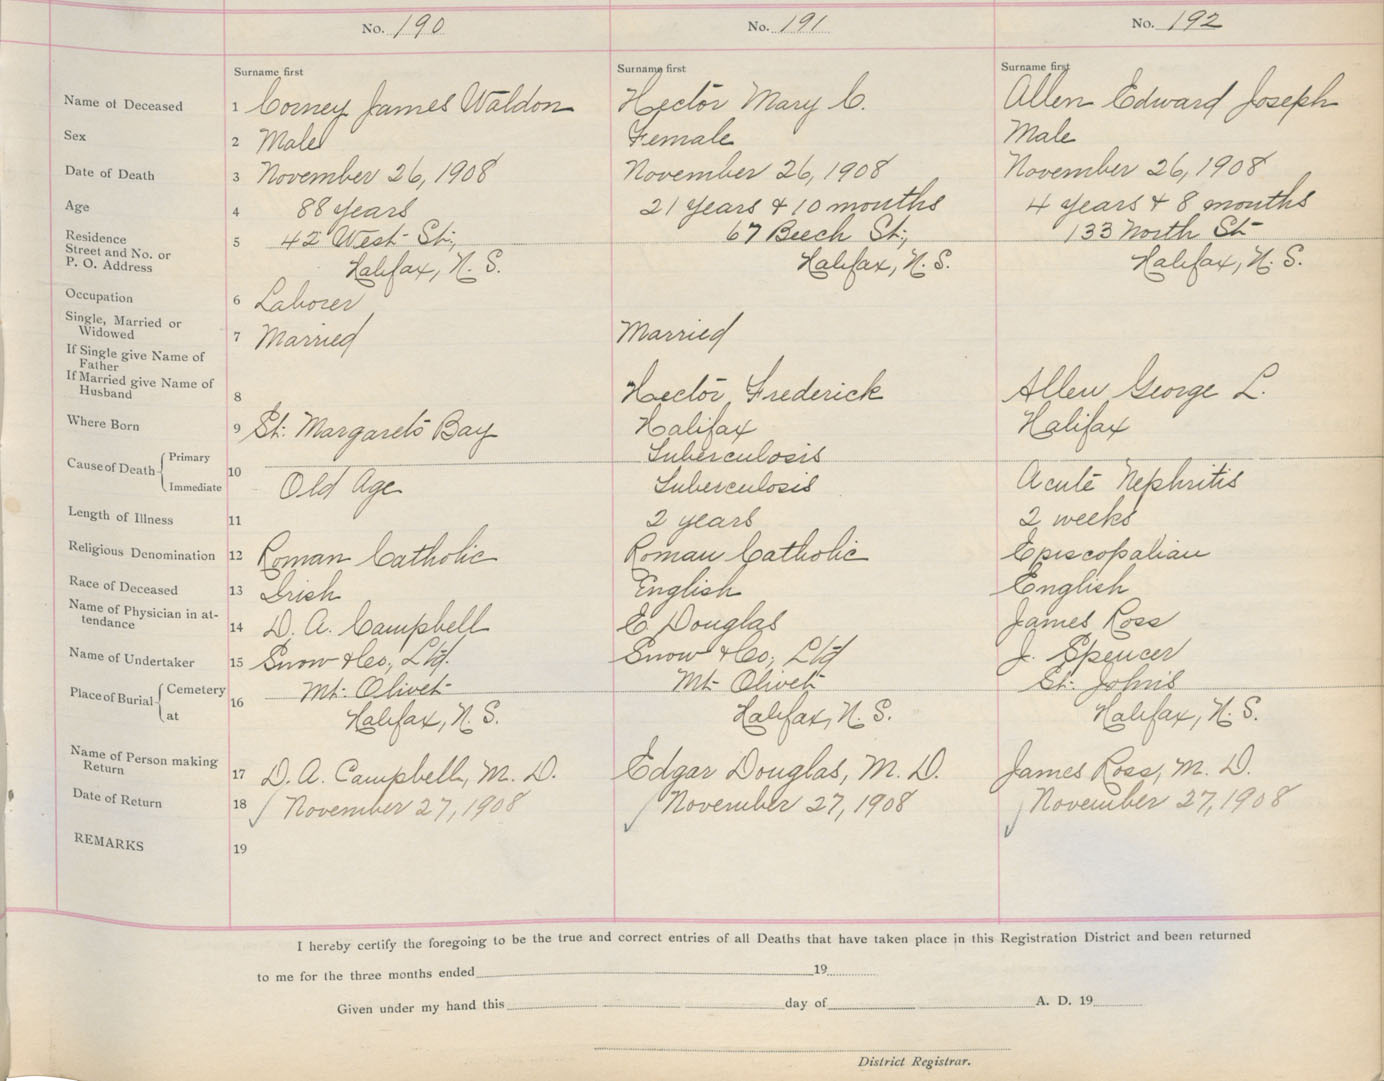 No. 190 No. 191 No. 192
Surname first Surname first Surname first
Name of Deceased 1 Corney James Waldon Hector Mary C. Allen Edward Joseph
Sex 2 Male Female Male
Date of Death 3 November 26, 1908 November 26, 1908 November 26, 1908
Age 4 88 years 21 years & 10 months 4 years & 8 months
Residence 5 42 West St:, 67 Beech St:, 133 North St:
Street and No. or
P. O. Address Halifax, N. S. Halifax, N. S. Halifax, N. S.
Occupation 6 Laborer
Single, Married or
Widowed 7 Married Married
If Single give Name of
Father
If Married give Name of
Husband 8 Hector, Frederick Allen, George L.
Where Born 9 St: Margaret's Bay Halifax Halifax
Cause of Death Primary Tuberculosis
10
Immediate Old Age Tuberculosis Acute Nephritis
Length of Illness 11 2 years 2 weeks
Religious Denomination 12 Roman Catholic Roman Catholic Episcopalian
Race of Deceased 13 Irish English English
Name of Physician in at-
tendance 14 D. A. Campbell E. Douglas James Ross
Name of Undertaker 15 Snow & Co; Ltd. Snow & Co; Ltd J. Spencer
Place of Burial Cemetery 16 Mt: Olivet Mt: Olivet St: John's
at Halifax, N. S. Halifax, N. S. Halifax, N. S.
Name of Person making
Return 17 D. A. Campbell, M. D. Edgar Douglas, M. D. James Ross, M. D.
Date of Return 18 November 27, 1908 November 27, 1908 November 27, 1908
REMARKS 19
I hereby certify the foregoing to be the true and correct entries of all Deaths that have taken place in this Registration District and been returned
to me for the three months ended 19
Given under my hand this day of A. D. 19
District Registrar.